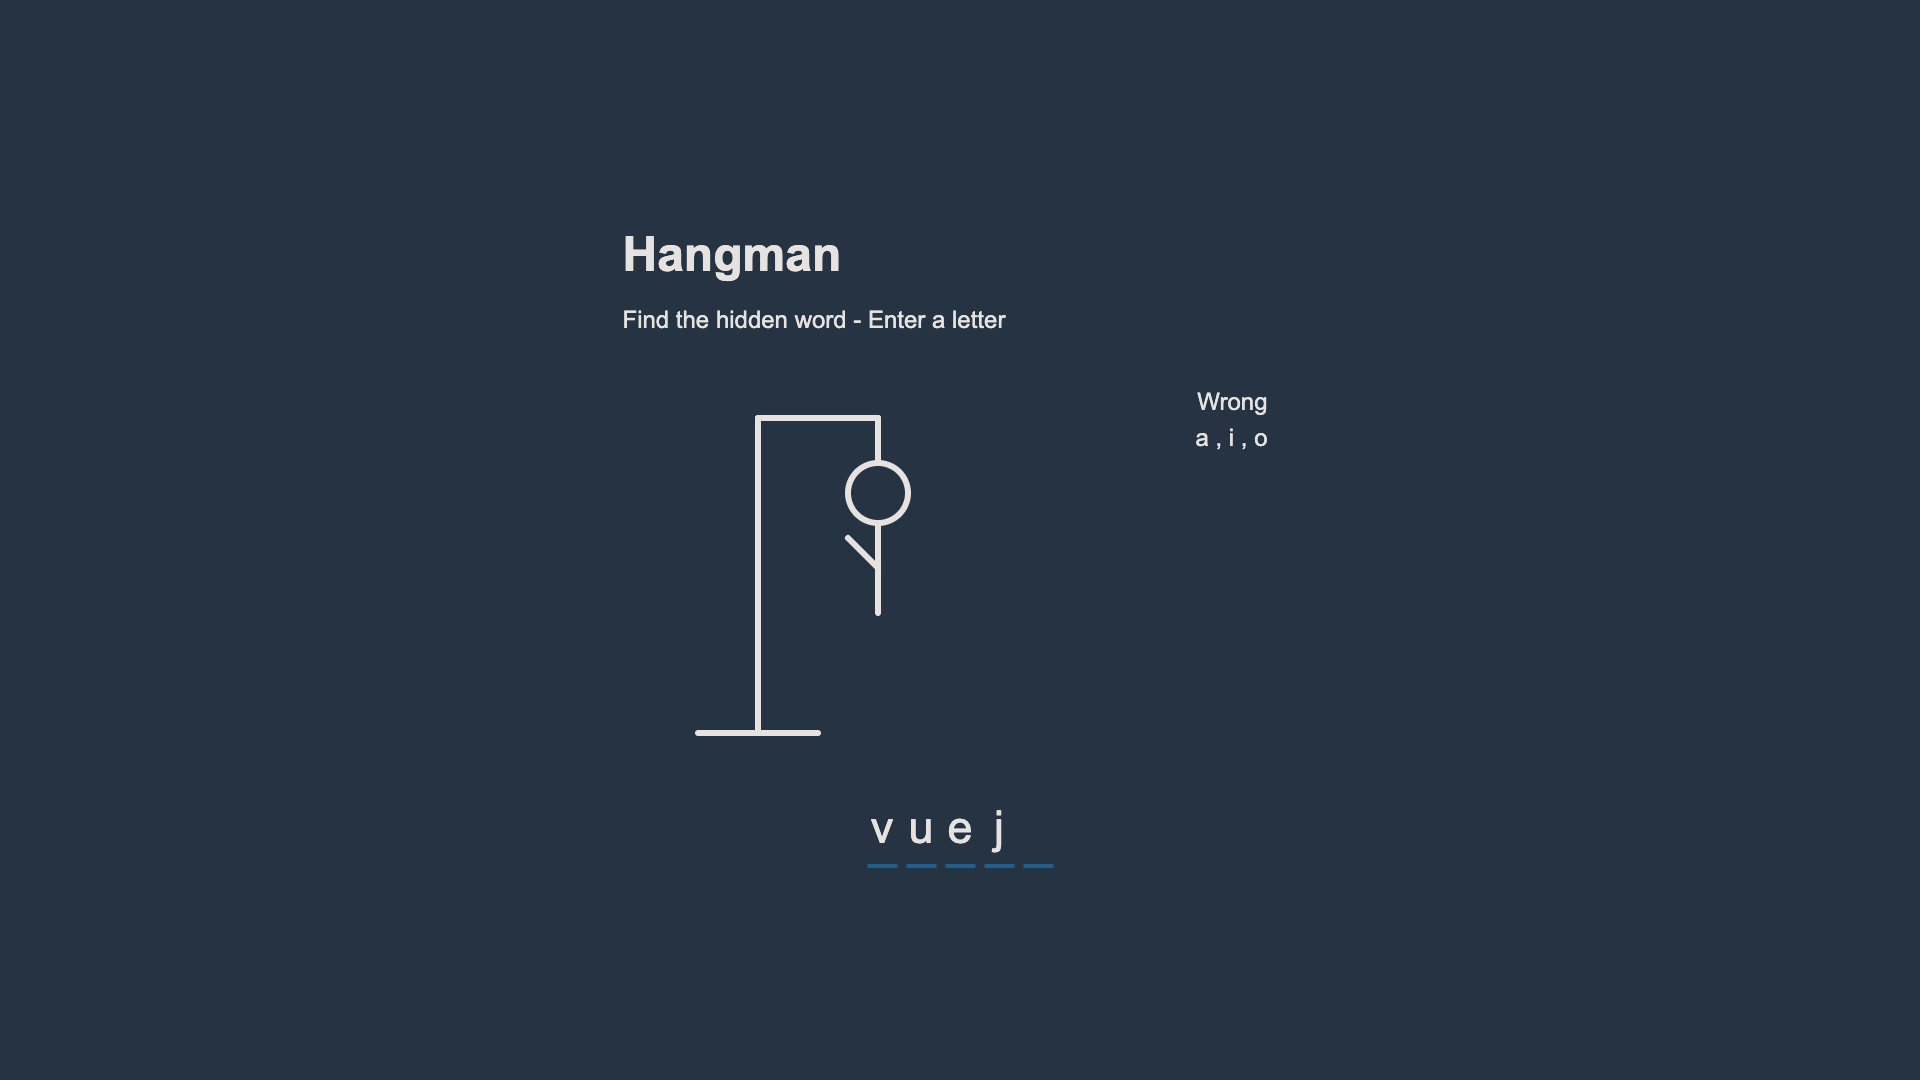 Hangman
Find the hidden word - Enter a letter
Wrong
a , i , o
v u e j